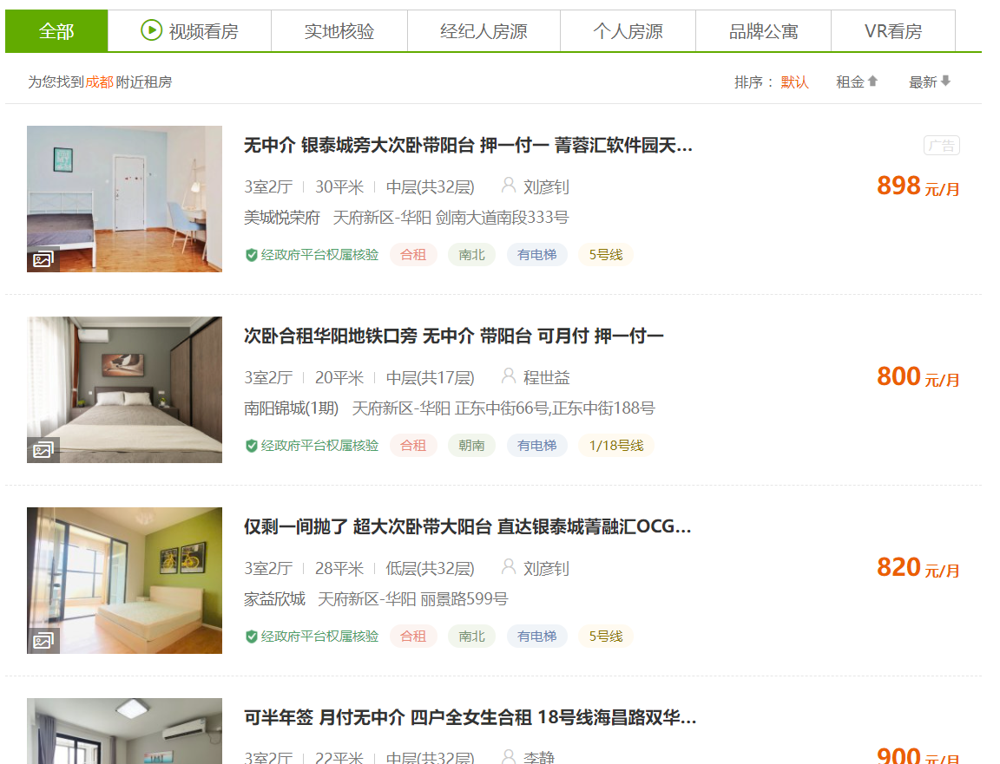 全部 视频看房 实地核验 经纪人房源 个人房源 品牌公寓 VR看房
为您找到成都附近租房 排序： 默认 租金 最新
无中介 银泰城旁大次卧带阳台 押一付一 菁蓉汇软件园天... 广告
3室2厅 30平米 中层(共32层) 刘彦钊 898 元/月
美城悦荣府 天府新区-华阳 剑南大道南段333号
经政府平台权属核验 合租 南北 有电梯 5号线
次卧合租华阳地铁口旁 无中介 带阳台 可月付 押一付一
3室2厅 20平米 中层(共17层) 程世益 800 元/月
南阳锦城(1期) 天府新区-华阳 正东中街66号,正东中街188号
经政府平台权属核验 合租 朝南 有电梯 1/18号线
仅剩一间抛了 超大次卧带大阳台 直达银泰城菁融汇OCG...
3室2厅 28平米 低层(共32层) 刘彦钊 820 元/月
家益欣城 天府新区-华阳 丽景路599号
经政府平台权属核验 合租 南北 有电梯 5号线
可半年签 月付无中介 四户全女生合租 18号线海昌路双华...
3室2厅 22平米 中层(共32层) 李静 900 元/月